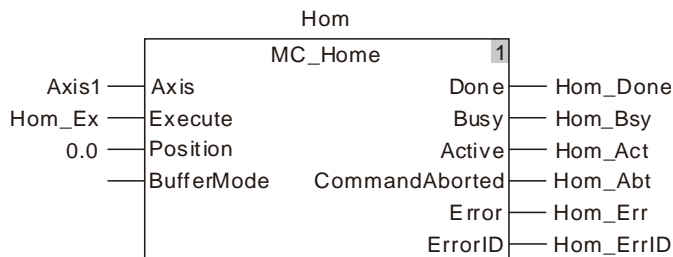 Hom
MC_Home 1
Axis1 Axis Done Hom_Done
Hom_Ex Execute Busy Hom_Bsy
0.0 Position Active Hom_Act
BufferMode CommandAborted Hom_Abt
Error Hom_Err
ErrorID Hom_ErrID